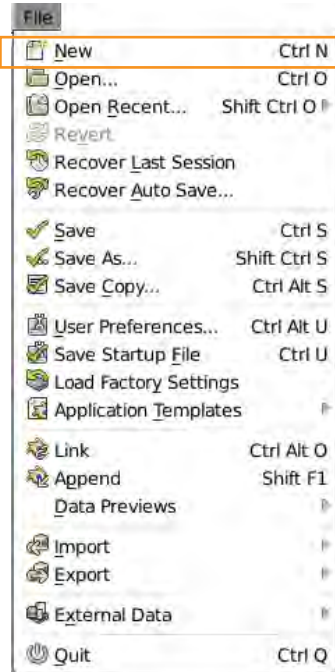 File
New Ctrl N
Open... Ctrl O
Open Recent... Shift Ctrl O
Revert
Recover Last Session
Recover Auto Save...
Save Ctrl S
Save As... Shift Ctrl S
Save Copy... Ctrl Alt S
User Preferences... Ctrl Alt U
Save Startup File Ctrl U
Load Factory Settings
Application Templates
Link Ctrl Alt O
Append Shift F1
Data Previews
Import
Export
External Data
Quit Ctrl Q